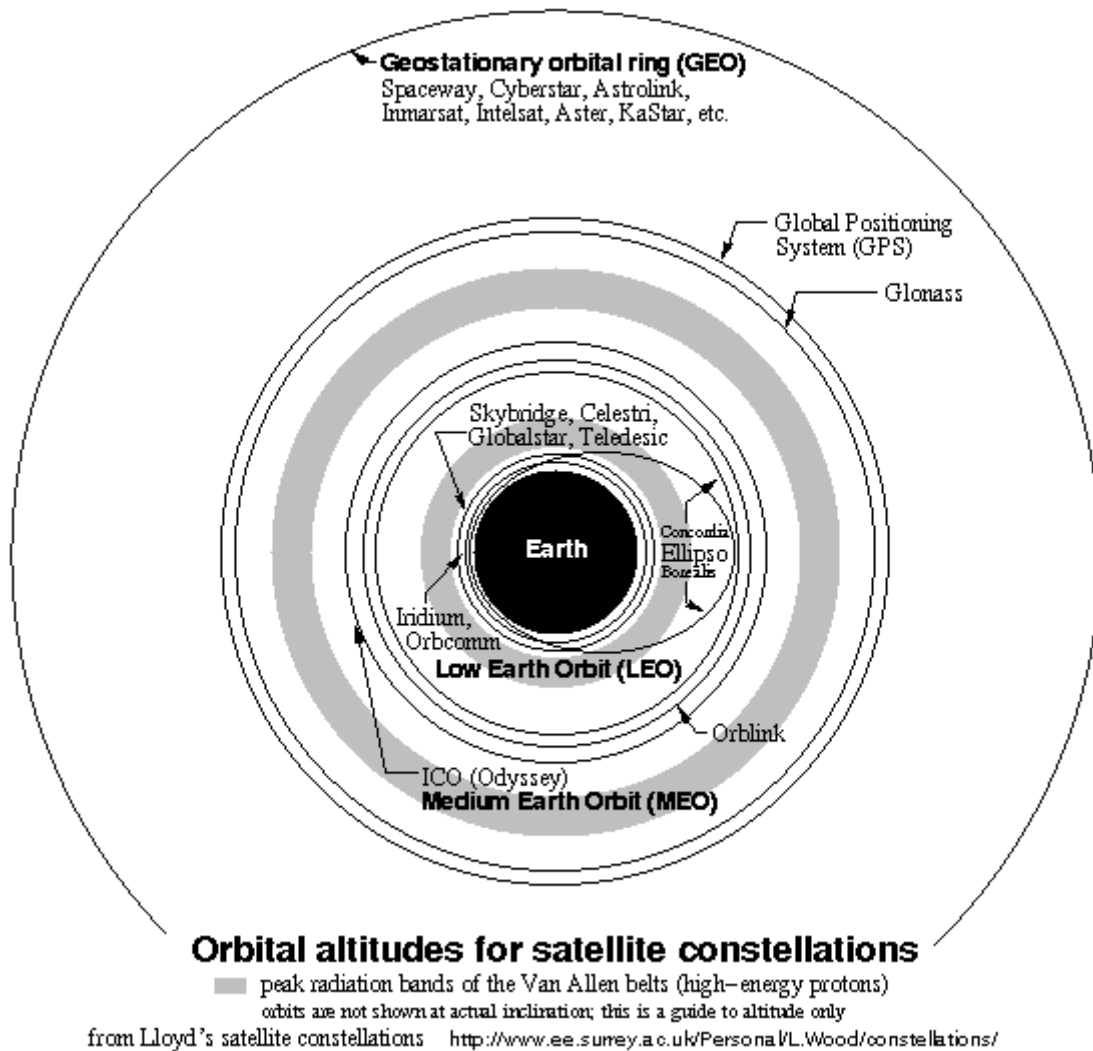 Geostationary orbital ring (GEO)
Spaceway, Cyberstar, Astrolink,
Inmarsat, Intelsat, Aster, KaStar, etc.
Global Positioning
System (GPS)
Glonass
Skybridge, Celestri,
Globalstar, Teledesic
Concordia
Ellipso
Borealis
Earth
Iridium,
Orbcomm
Low Earth Orbit (LEO)
Orblink
ICO (Odyssey)
Medium Earth Orbit (MEO)
Orbital altitudes for satellite constellations
peak radiation bands of the Van Allen belts (high-energy protons)
orbits are not shown at actual inclination; this is a guide to altitude only
from Lloyd's satellite constellations http://www.ee.surrey.ac.uk/Personal/L.Wood/constellations/